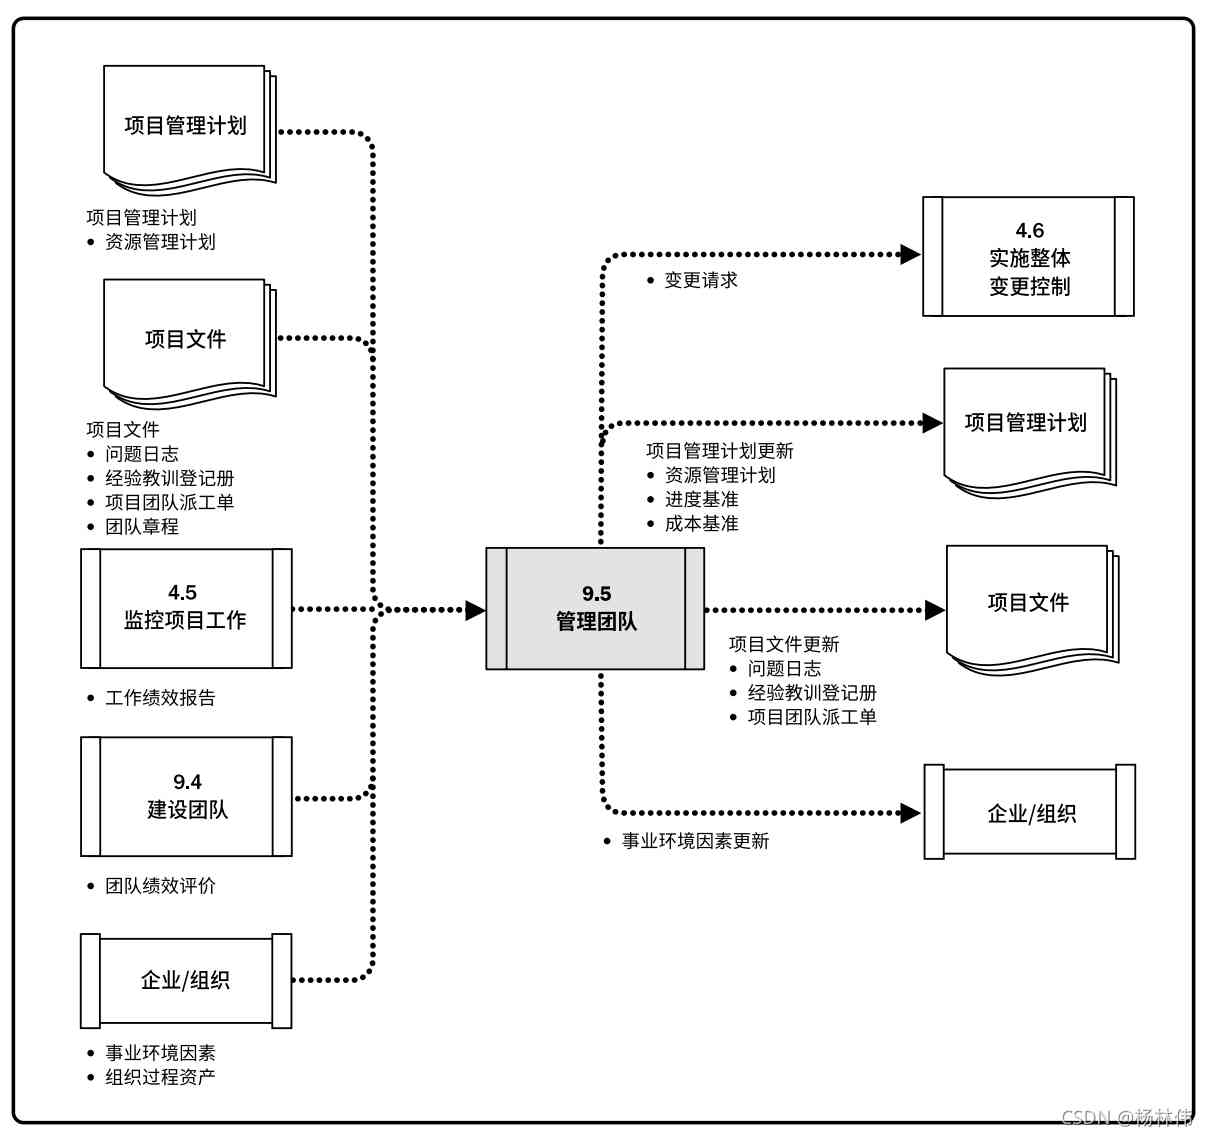 项目管理计划
项目管理计划
• 资源管理计划
项目文件
项目文件
• 问题日志
• 经验教训登记册
• 项目团队派工单
• 团队章程
4.5
监控项目工作
• 工作绩效报告
9.4
建设团队
• 团队绩效评价
企业/组织
• 事业环境因素
• 组织过程资产
9.5
管理团队
• 变更请求
4.6
实施整体
变更控制
项目管理计划更新
• 资源管理计划
• 进度基准
• 成本基准
项目管理计划
项目文件更新
• 问题日志
• 经验教训登记册
• 项目团队派工单
项目文件
• 事业环境因素更新
企业/组织
CSDN @杨林伟